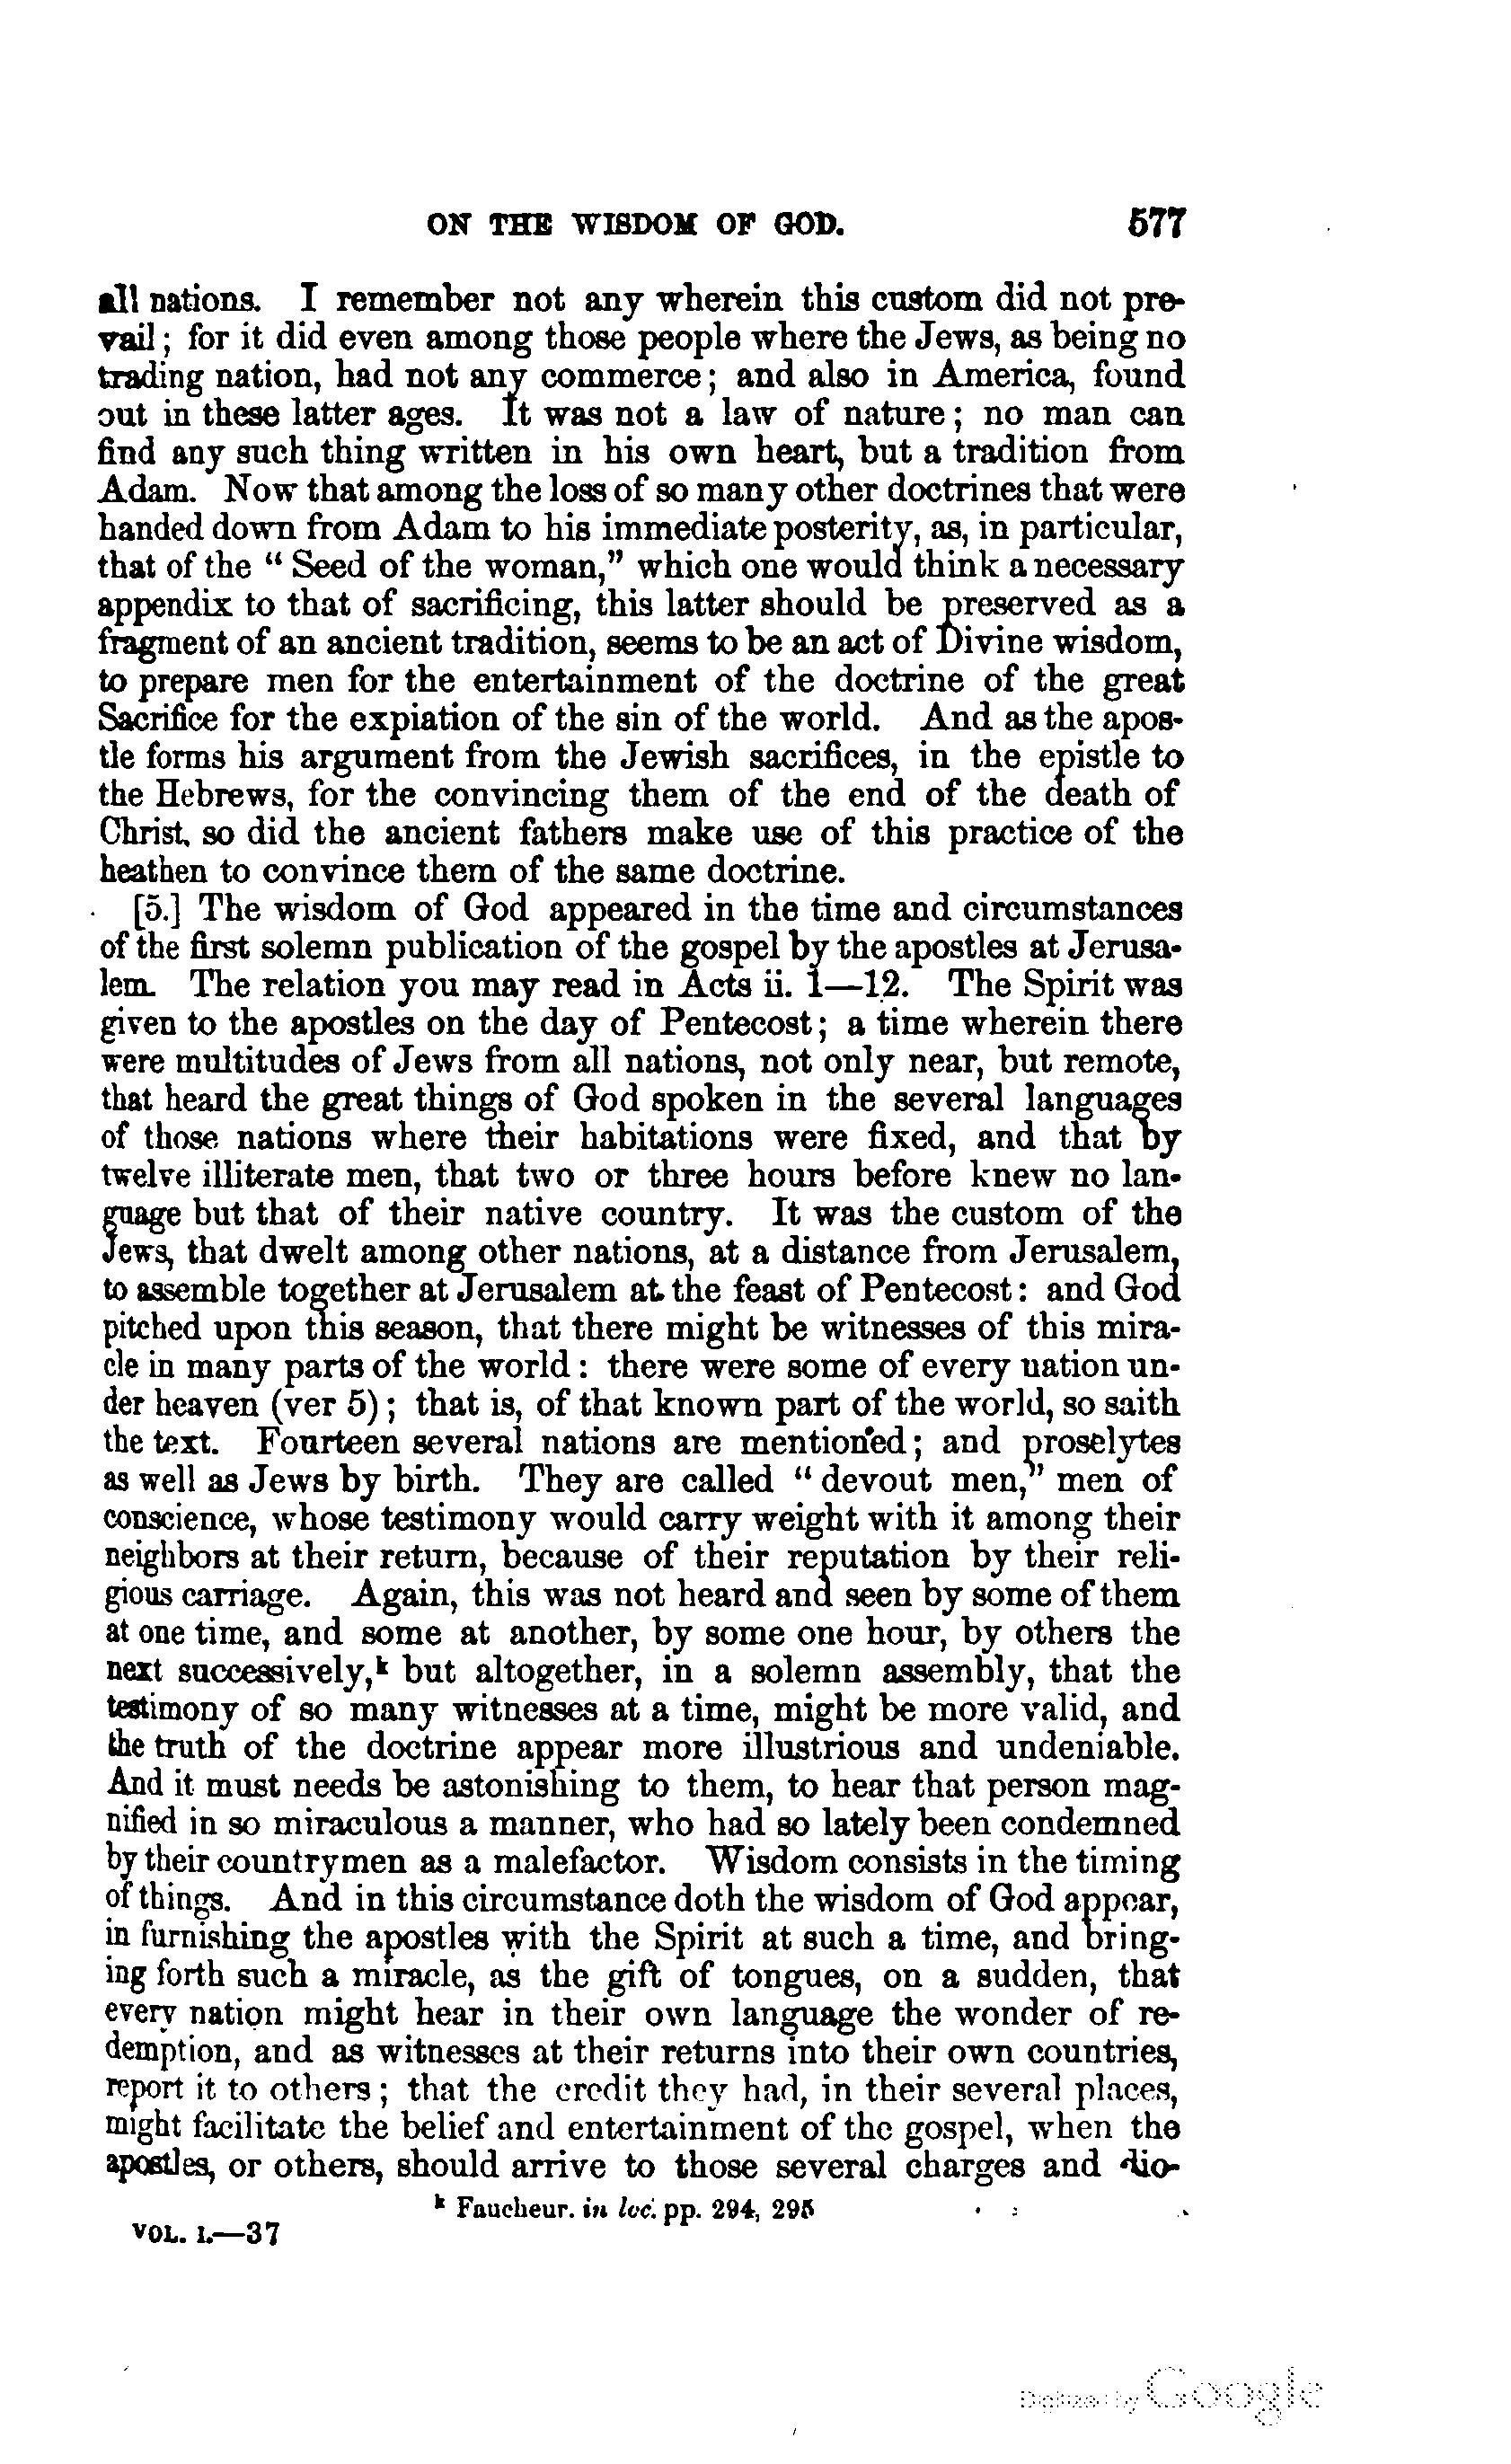 ON THE WISDOM OF GOD. 577
all nations. I remember not any wherein this custom did not pre-
vail; for it did even among those people where the Jews, as being no
trading nation, had not any commerce; and also in America, found
out in these latter ages. It was not a law of nature; no man can
find any such thing written in his own heart, but a tradition from
Adam. Now that among the loss of so many other doctrines that were
handed down from Adam to his immediate posterity, as, in particular,
that of the “ Seed of the woman,” which one would think a necessary
appendix to that of sacrificing, this latter should be preserved as a
fragment of an ancient tradition, seems to be an act of Divine wisdom,
to prepare men for the entertainment of the doctrine of the great
Sacrifice for the expiation of the sin of the world. And as the apos-
tle forms his argument from the Jewish sacrifices, in the epistle to
the Hebrews, for the convincing them of the end of the death of
Christ, so did the ancient fathers make use of this practice of the
heathen to convince them of the same doctrine.
[5.] The wisdom of God appeared in the time and circumstances
of the first solemn publication of the gospel by the apostles at Jerusa-
lem. The relation you may read in Acts ii. 1—12. The Spirit was
given to the apostles on the day of Pentecost; a time wherein there
were multitudes of Jews from all nations, not only near, but remote,
that heard the great things of God spoken in the several languages
of those nations where their habitations were fixed, and that by
twelve illiterate men, that two or three hours before knew no lan-
guage but that of their native country. It was the custom of the
Jews, that dwelt among other nations, at a distance from Jerusalem,
to assemble together at Jerusalem at the feast of Pentecost: and God
pitched upon this season, that there might be witnesses of this mira-
cle in many parts of the world: there were some of every nation un-
der heaven (ver 5); that is, of that known part of the world, so saith
the text. Fourteen several nations are mentioned; and proselytes
as well as Jews by birth. They are called “ devout men,” men of
conscience, whose testimony would carry weight with it among their
neighbors at their return, because of their reputation by their reli-
gious carriage. Again, this was not heard and seen by some of them
at one time, and some at another, by some one hour, by others the
next successively,k but altogether, in a solemn assembly, that the
testimony of so many witnesses at a time, might be more valid, and
the truth of the doctrine appear more illustrious and undeniable.
And it must needs be astonishing to them, to hear that person mag-
nified in so miraculous a manner, who had so lately been condemned
by their countrymen as a malefactor. Wisdom consists in the timing
of things. And in this circumstance doth the wisdom of God appear,
in furnishing the apostles with the Spirit at such a time, and bring-
ing forth such a miracle, as the gift of tongues, on a sudden, that
every nation might hear in their own language the wonder of re-
demption, and as witnesses at their returns into their own countries,
report it to others; that the credit they had, in their several places,
might facilitate the belief and entertainment of the gospel, when the
apostles, or others, should arrive to those several charges and dio-
k Faucheur. in loc. pp. 294, 295
VOL. I.—37
Digitized by Google